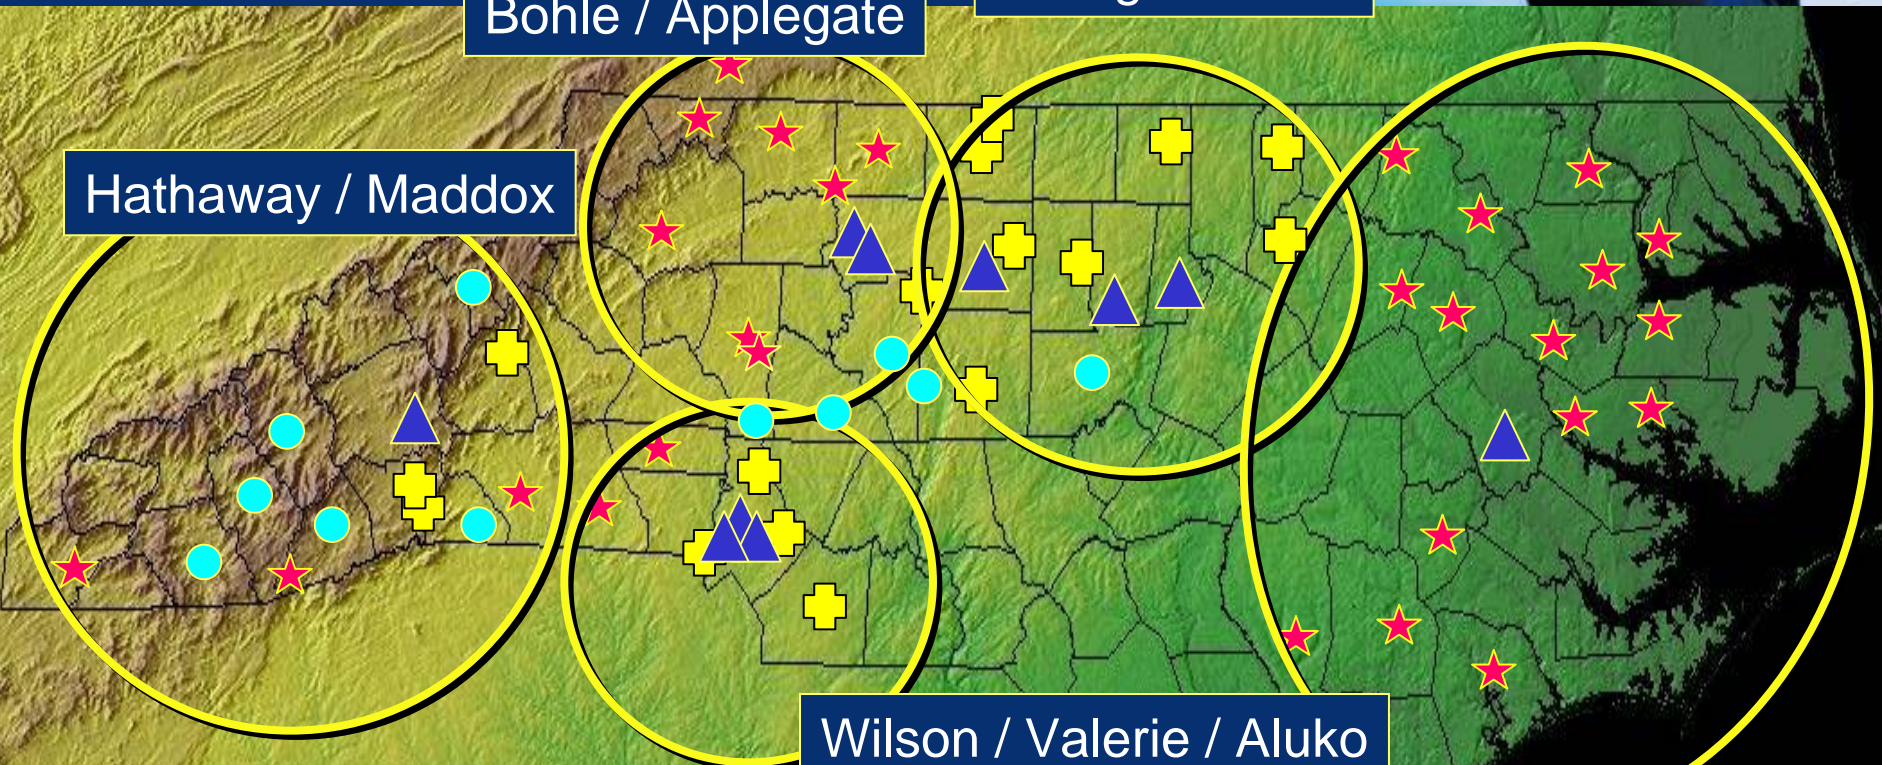 Bohle / Applegate
Hathaway / Maddox
Wilson / Valerie / Aluko